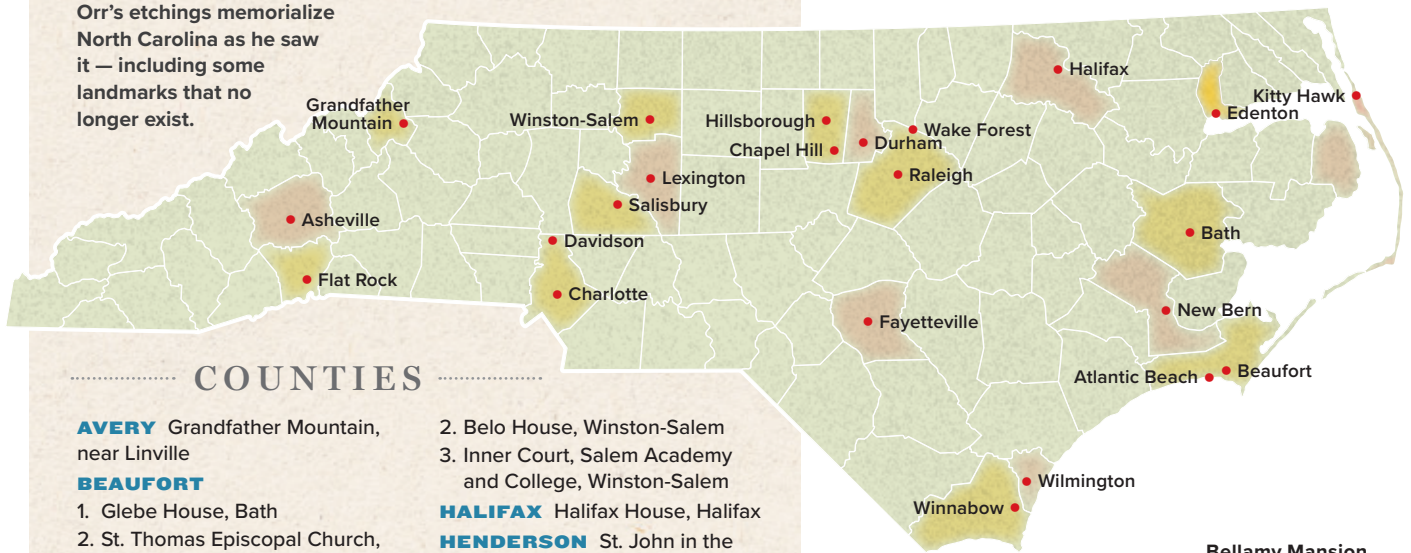 Orr’s etchings memorialize
North Carolina as he saw
it — including some
landmarks that no
longer exist.
Grandfather
Mountain
Winston-Salem
Hillsborough
Chapel Hill
Durham
Wake Forest
Raleigh
Halifax
Kitty Hawk
Edenton
Lexington
Salisbury
Asheville
Davidson
Bath
Flat Rock
Charlotte
Fayetteville
New Bern
Atlantic Beach
Beaufort
Wilmington
Winnabow
COUNTIES
AVERY Grandfather Mountain,
near Linville
BEAUFORT
1. Glebe House, Bath
2. St. Thomas Episcopal Church,
2. Belo House, Winston-Salem
3. Inner Court, Salem Academy
and College, Winston-Salem
HALIFAX Halifax House, Halifax
HENDERSON St. John in the
Bellamy Mansion